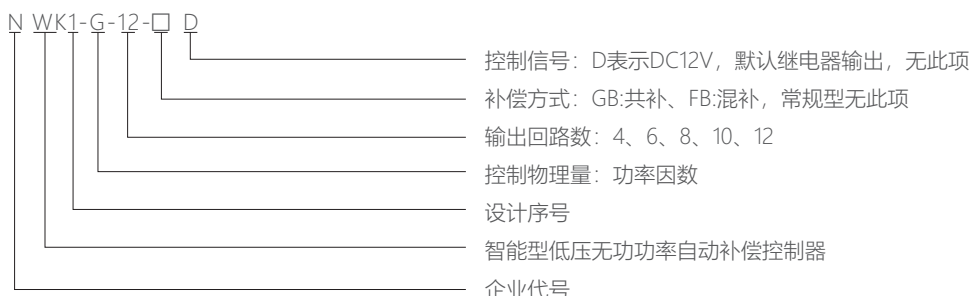 N WK1-G-12-□ D
控制信号：D表示DC12V，默认继电器输出，无此项
补偿方式：GB:共补、FB:混补，常规型无此项
输出回路数：4、6、8、10、12
控制物理量：功率因数
设计序号
智能型低压无功功率自动补偿控制器
企业代号